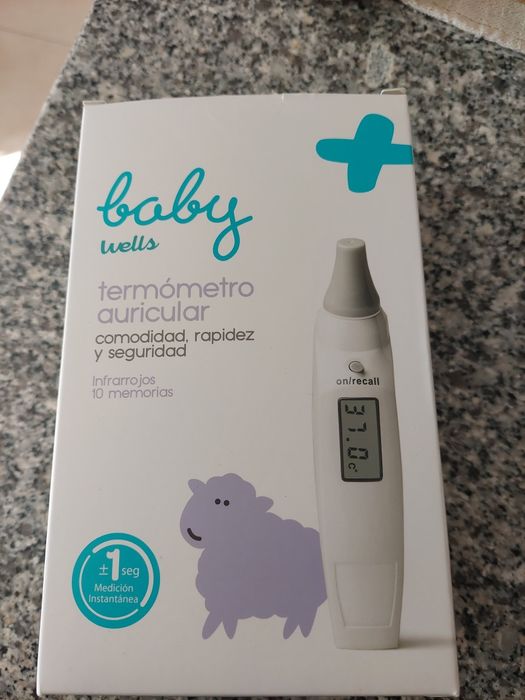 baby
wells
termómetro
auricular
comodidad, rapidez
y seguridad
Infrarrojos
10 memorias
on/recall
37.0
°C
±1 seg
Medición
Instantánea